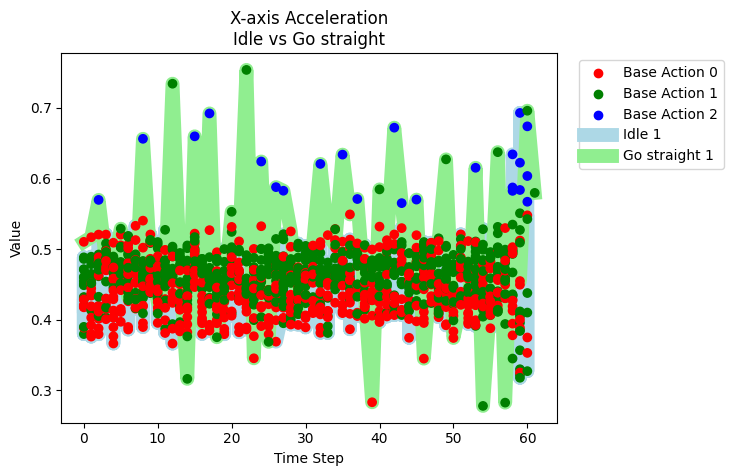 X-axis Acceleration
Idle vs Go straight
Base Action 0
Base Action 1
Base Action 2
Idle 1
Go straight 1
Value
0.7
0.6
0.5
0.4
0.3
0 10 20 30 40 50 60
Time Step